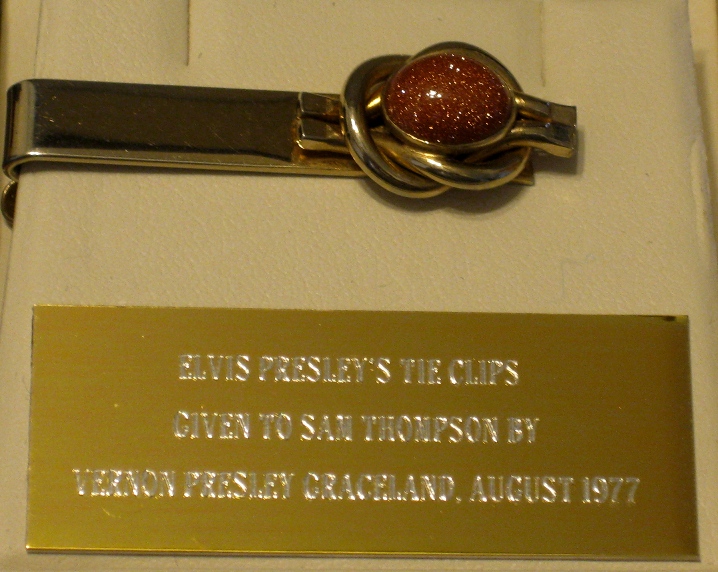 ELVIS PRESLEY'S TIE CLIPS
GIVEN TO SAM THOMPSON BY
VERNON PRESLEY GRACELAND, AUGUST 1977